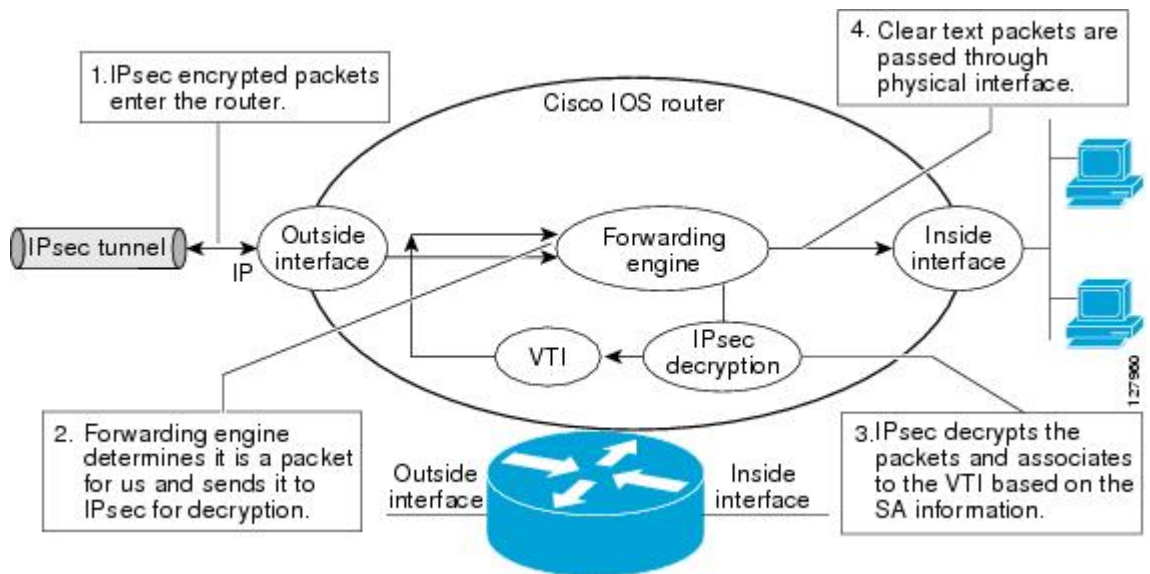 1. IPsec encrypted packets
enter the router.
4. Clear text packets are
passed through
physical interface.
Cisco IOS router
IPsec tunnel
IP
Outside
interface
Forwarding
engine
Inside
interface
VTI
IPsec
decryption
127960
2. Forwarding engine
determines it is a packet
for us and sends it to
IPsec for decryption.
Outside
interface
Inside
interface
3. IPsec decrypts the
packets and associates
to the VTI based on the
SA information.